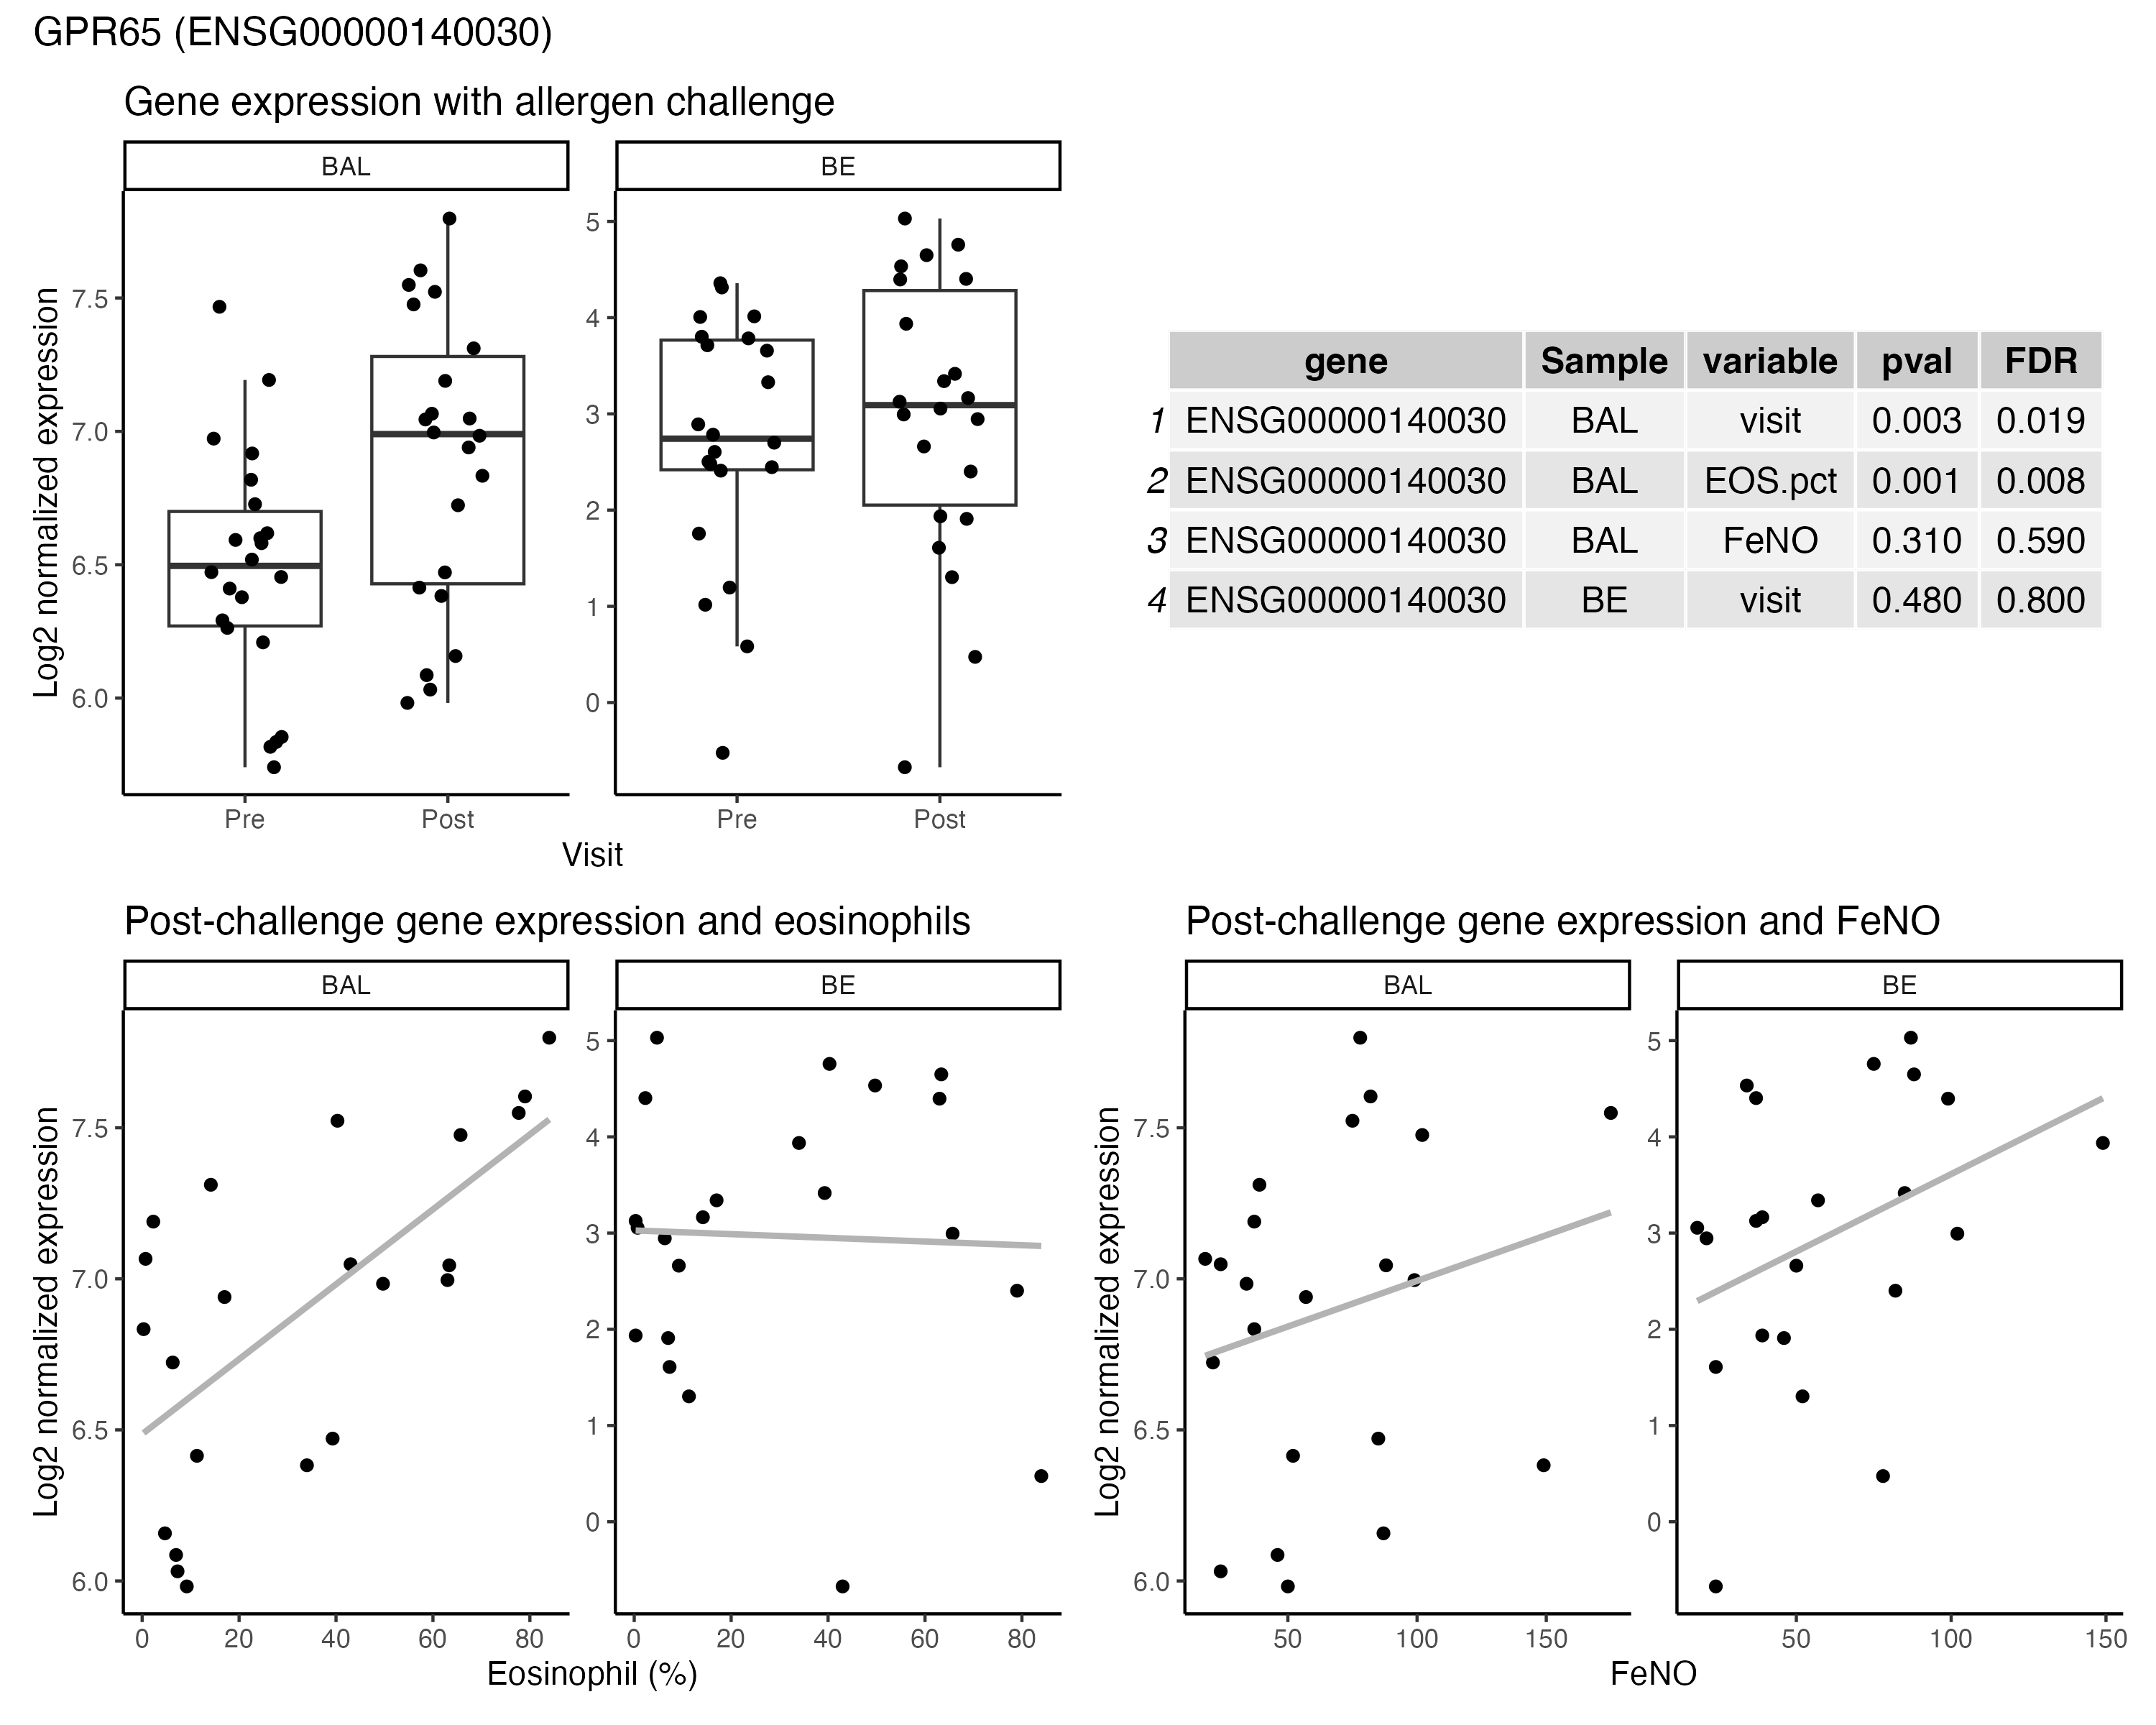 GPR65 (ENSG00000140030)
Gene expression with allergen challenge
BAL
BE
Log2 normalized expression
7.5
7.0
6.5
6.0
5
4
3
2
1
0
Pre
Post
Pre
Post
Visit
gene Sample variable pval FDR
1 ENSG00000140030 BAL visit 0.003 0.019
2 ENSG00000140030 BAL EOS.pct 0.001 0.008
3 ENSG00000140030 BAL FeNO 0.310 0.590
4 ENSG00000140030 BE visit 0.480 0.800
Post-challenge gene expression and eosinophils
BAL
BE
Log2 normalized expression
7.5
7.0
6.5
6.0
5
4
3
2
1
0
0 20 40 60 80
0 20 40 60 80
Eosinophil (%)
Post-challenge gene expression and FeNO
BAL
BE
Log2 normalized expression
7.5
7.0
6.5
6.0
5
4
3
2
1
0
50 100 150
50 100 150
FeNO